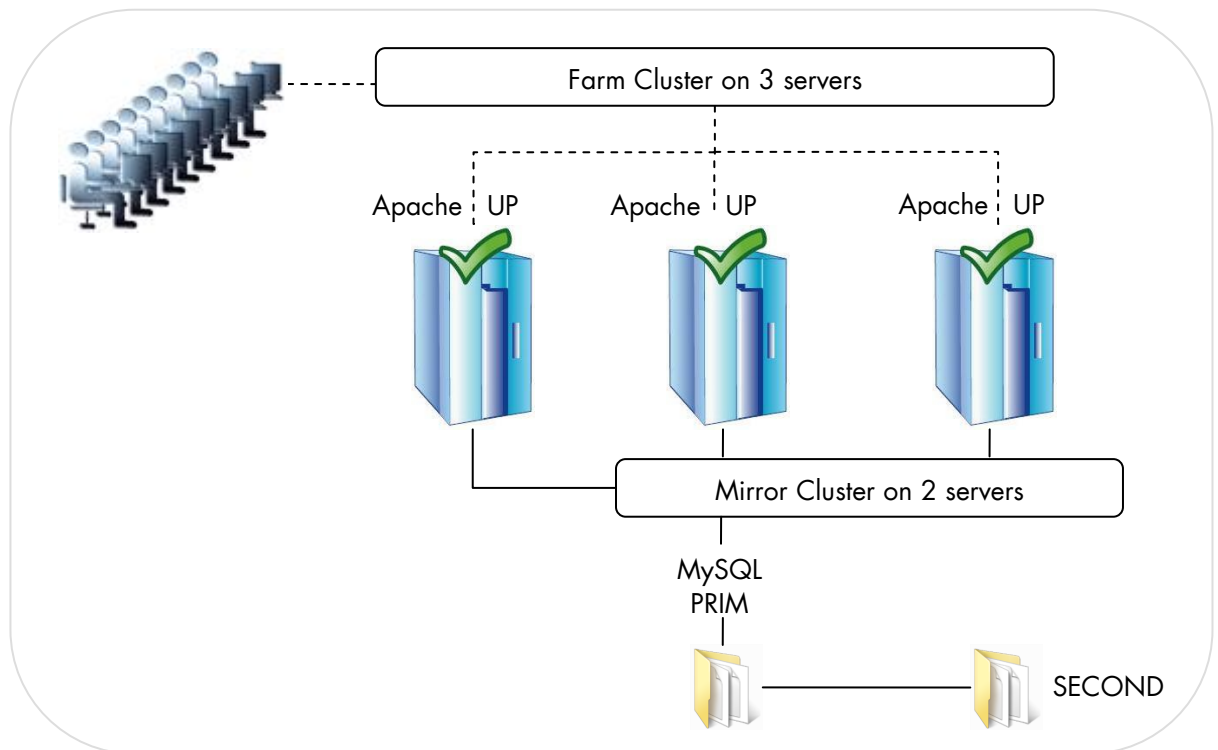 Farm Cluster on 3 servers
Apache UP
Apache UP
Apache UP
Mirror Cluster on 2 servers
MySQL
PRIM
SECOND